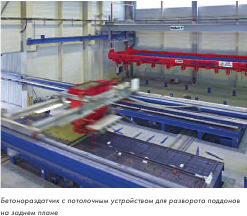 Бетонораздатчик с потолочным устройством для разворота поддонов
на заднем плане